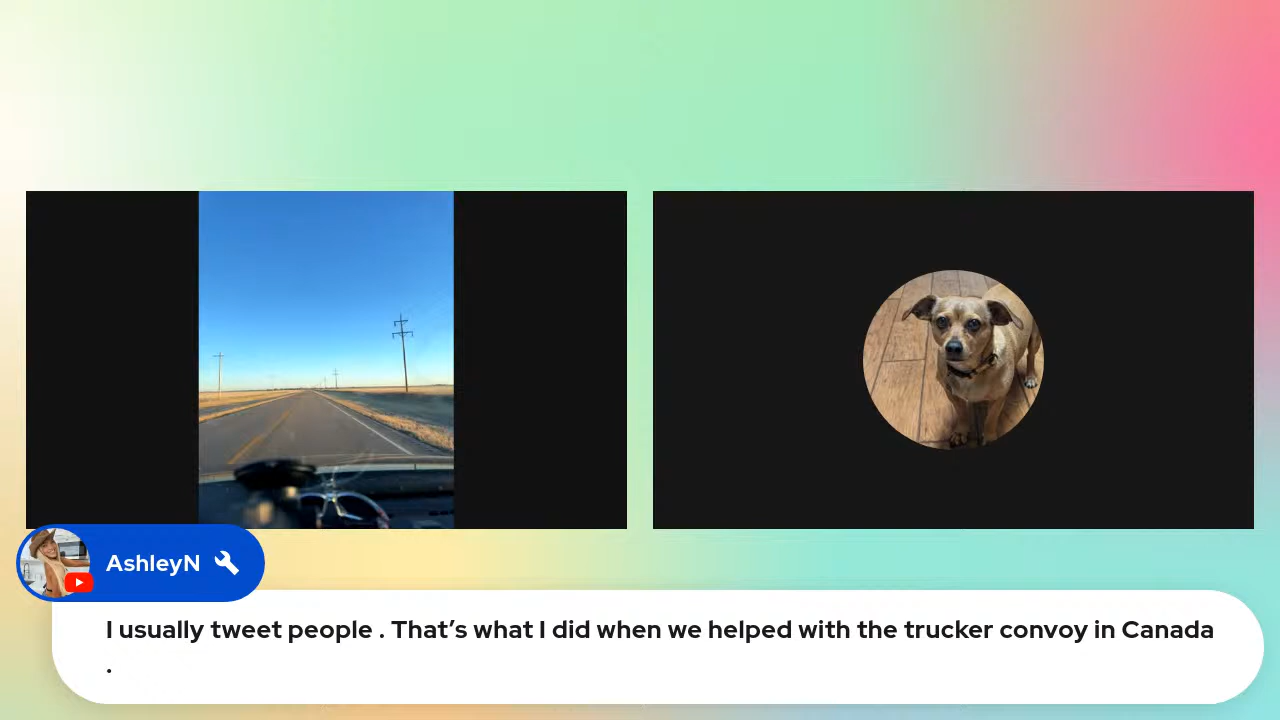 AshleyN
I usually tweet people . That’s what I did when we helped with the trucker convoy in Canada
.